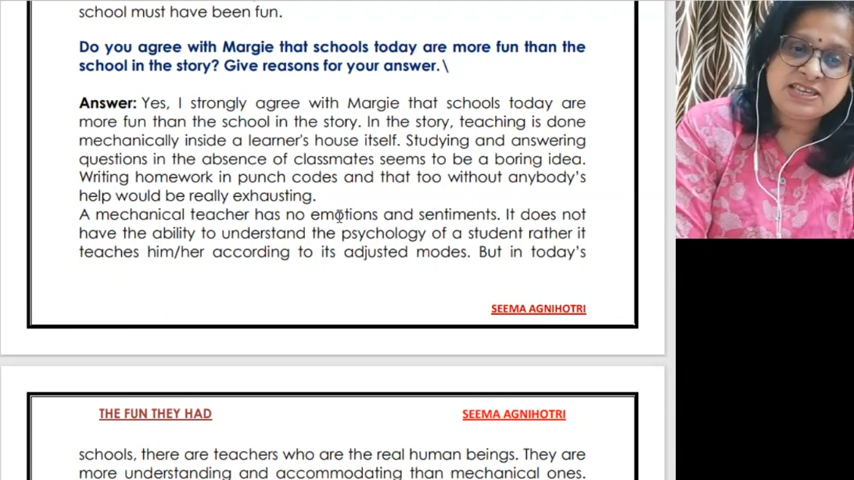 school must have been fun.
Do you agree with Margie that schools today are more fun than the
school in the story? Give reasons for your answer.\
Answer: Yes, I strongly agree with Margie that schools today are
more fun than the school in the story. In the story, teaching is done
mechanically inside a learner's house itself. Studying and answering
questions in the absence of classmates seems to be a boring idea.
Writing homework in punch codes and that too without anybody's
help would be really exhausting.
A mechanical teacher has no emotions and sentiments. It does not
have the ability to understand the psychology of a student rather it
teaches him/her according to its adjusted modes. But in today's
SEEMA AGNIHOTRI
THE FUN THEY HAD
SEEMA AGNIHOTRI
schools, there are teachers who are the real human beings. They are
more understanding and accommodating than mechanical ones.